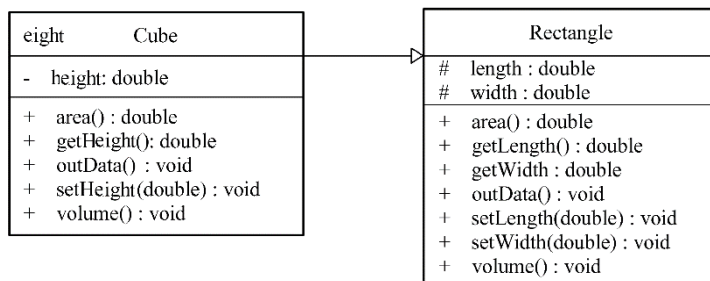 eight Cube
- height: double
+ area() : double
+ getHeight(): double
+ outData() : void
+ setHeight(double) : void
+ volume() : void
Rectangle
# length : double
# width : double
+ area() : double
+ getLength() : double
+ getWidth : double
+ outData() : void
+ setLength(double) : void
+ setWidth(double) : void
+ volume() : void